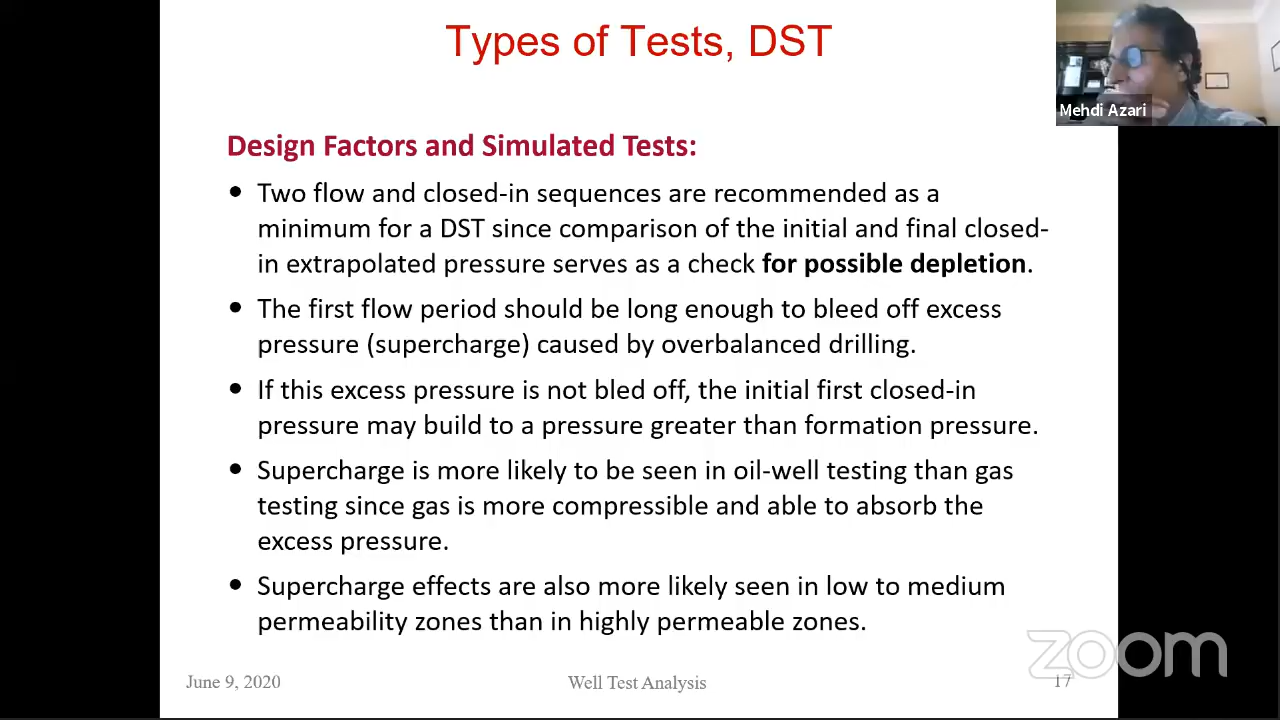 Types of Tests, DST
Mehdi Azari
Design Factors and Simulated Tests:
• Two flow and closed-in sequences are recommended as a
minimum for a DST since comparison of the initial and final closed-
in extrapolated pressure serves as a check for possible depletion.
• The first flow period should be long enough to bleed off excess
pressure (supercharge) caused by overbalanced drilling.
• If this excess pressure is not bled off, the initial first closed-in
pressure may build to a pressure greater than formation pressure.
• Supercharge is more likely to be seen in oil-well testing than gas
testing since gas is more compressible and able to absorb the
excess pressure.
• Supercharge effects are also more likely seen in low to medium
permeability zones than in highly permeable zones.
zoom
June 9, 2020
Well Test Analysis
17